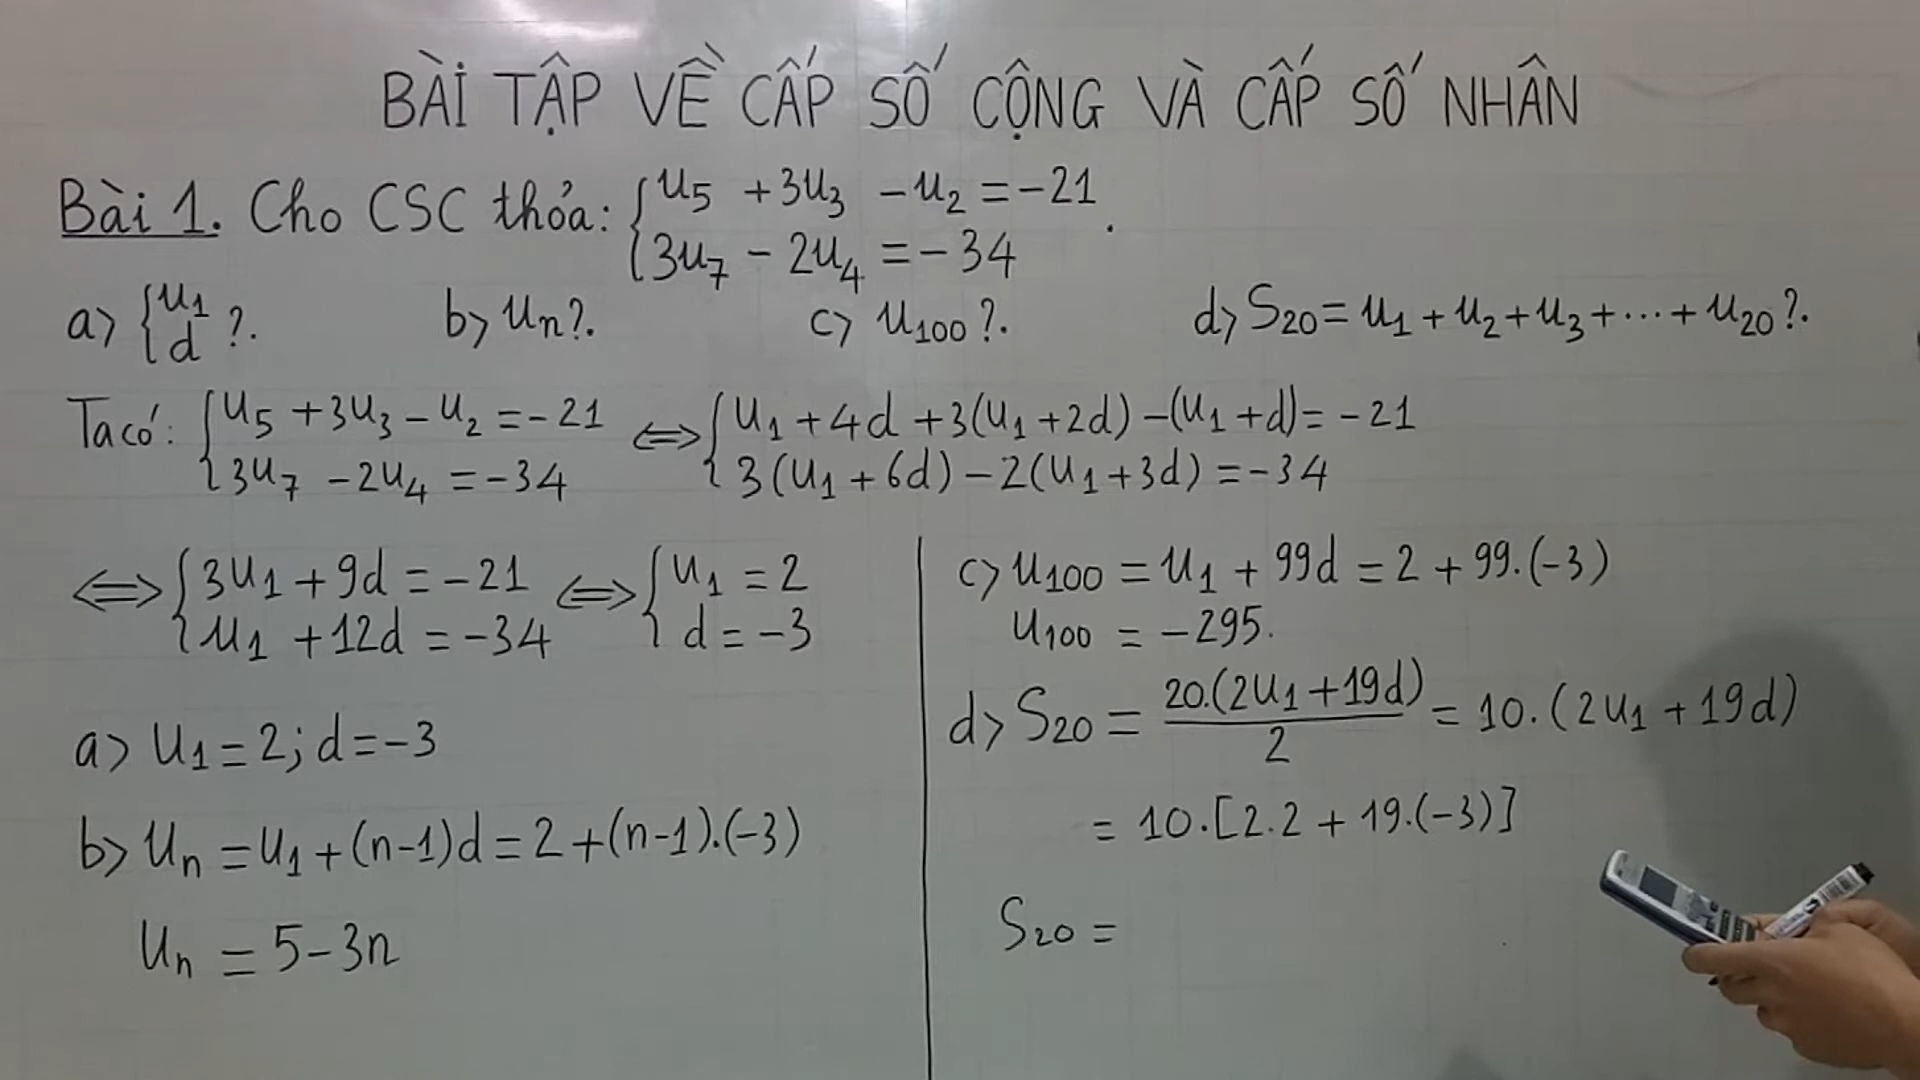 BÀI TẬP VỀ CẤP SỐ CỘNG VÀ CẤP SỐ NHÂN
Bài 1. Cho CSC thỏa: { u₅ + 3u₃ - u₂ = -21
3u₇ - 2u₄ = -34 .
a> { u₁ d ?. b> uₙ ?. c> u₁₀₀ ?. d> S₂₀ = u₁ + u₂ + u₃ + ... + u₂₀ ?.
Ta có: { u₅ + 3u₃ - u₂ = -21 ⇔ { u₁ + 4d + 3(u₁ + 2d) - (u₁ + d) = -21
3u₇ - 2u₄ = -34 3(u₁ + 6d) - 2(u₁ + 3d) = -34
⇔ { 3u₁ + 9d = -21 ⇔ { u₁ = 2
u₁ + 12d = -34 d = -3
a> u₁ = 2; d = -3
b> uₙ = u₁ + (n-1)d = 2 + (n-1).(-3)
uₙ = 5 - 3n
c> u₁₀₀ = u₁ + 99d = 2 + 99.(-3)
u₁₀₀ = -295.
d> S₂₀ = 20.(2u₁ + 19d) / 2 = 10.(2u₁ + 19d)
= 10.[2.2 + 19.(-3)]
S₂₀ =